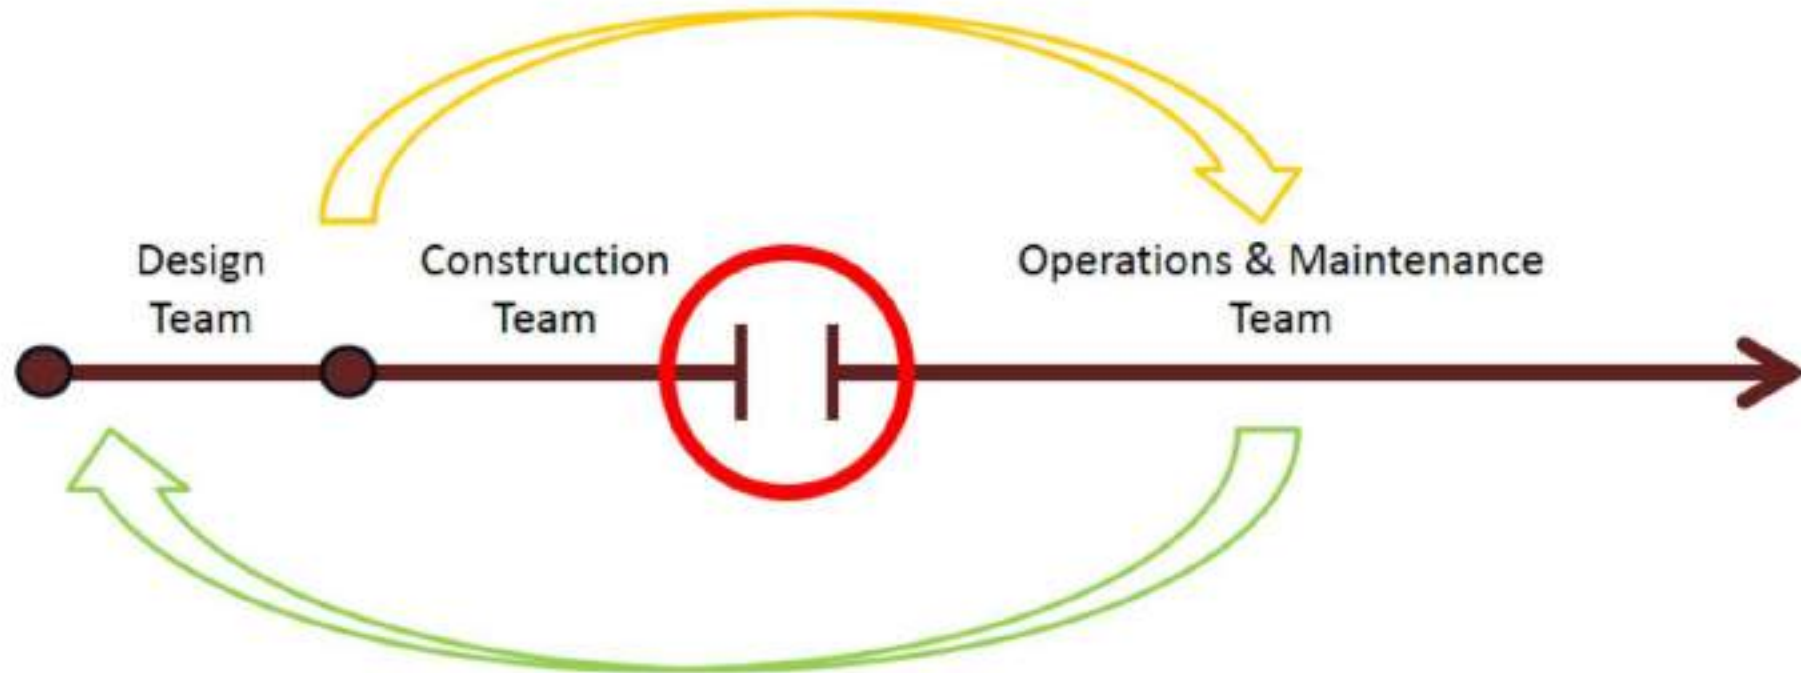 Design
Team
Construction
Team
Operations & Maintenance
Team